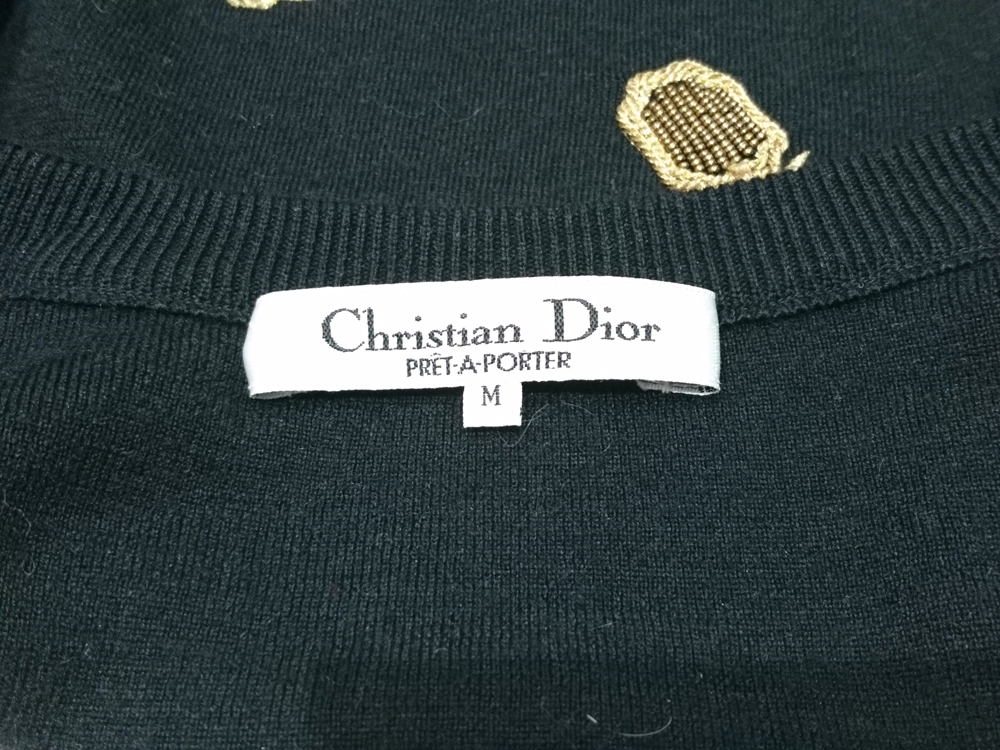 Christian Dior
PRÊT-A-PORTER
M